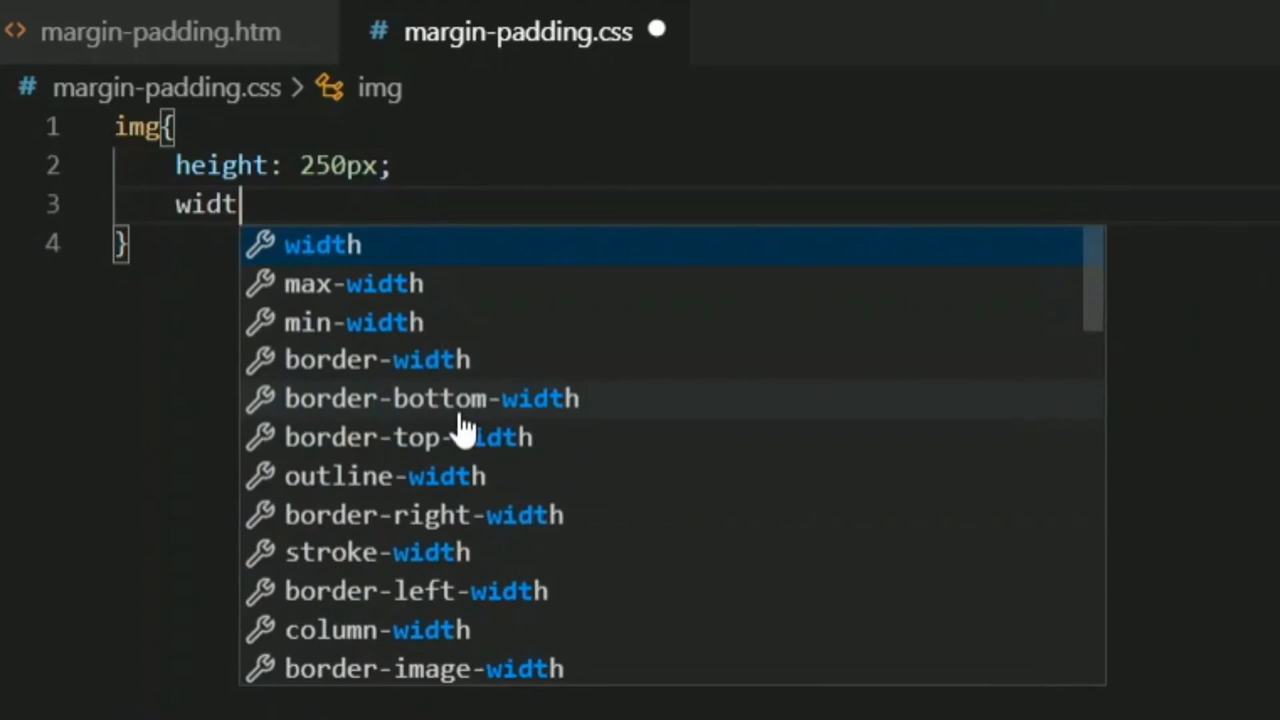 margin-padding.htm
# margin-padding.css
# margin-padding.css > img
1 img{
2 height: 250px;
3 widt
4 }
width
max-width
min-width
border-width
border-bottom-width
border-top-width
outline-width
border-right-width
stroke-width
border-left-width
column-width
border-image-width